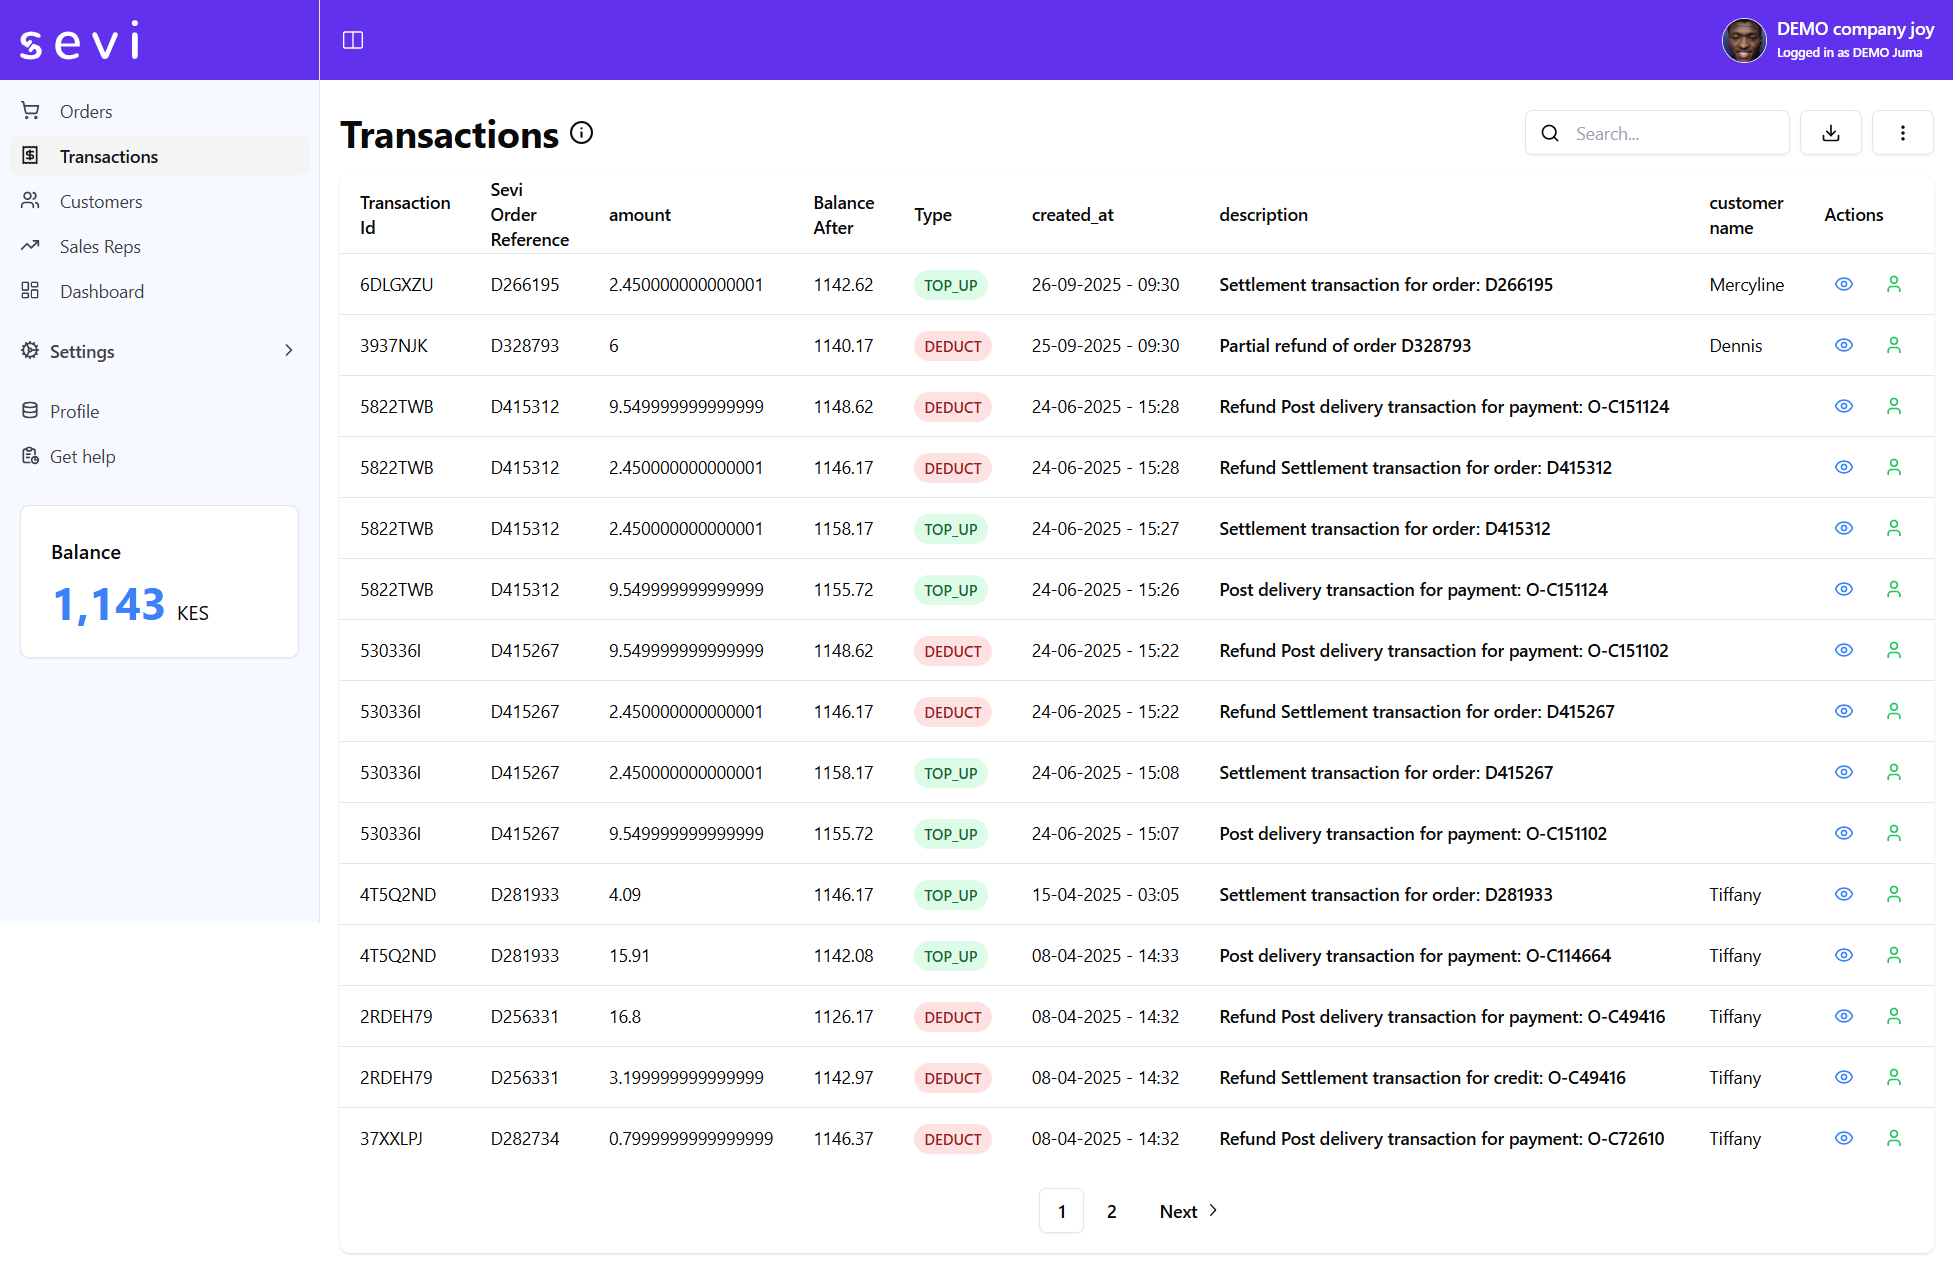 sevi
DEMO company joy
Logged in as DEMO Juma
Orders
Transactions
Customers
Sales Reps
Dashboard
Settings
Profile
Get help
Balance
1,143 KES
Transactions
Search...
Transaction Id Sevi Order Reference amount Balance After Type created_at description customer name Actions
6DLGXZU D266195 2.450000000000001 1142.62 TOP_UP 26-09-2025 - 09:30 Settlement transaction for order: D266195 Mercyline
3937NJK D328793 6 1140.17 DEDUCT 25-09-2025 - 09:30 Partial refund of order D328793 Dennis
5822TWB D415312 9.549999999999999 1148.62 DEDUCT 24-06-2025 - 15:28 Refund Post delivery transaction for payment: O-C151124
5822TWB D415312 2.450000000000001 1146.17 DEDUCT 24-06-2025 - 15:28 Refund Settlement transaction for order: D415312
5822TWB D415312 2.450000000000001 1158.17 TOP_UP 24-06-2025 - 15:27 Settlement transaction for order: D415312
5822TWB D415312 9.549999999999999 1155.72 TOP_UP 24-06-2025 - 15:26 Post delivery transaction for payment: O-C151124
530336I D415267 9.549999999999999 1148.62 DEDUCT 24-06-2025 - 15:22 Refund Post delivery transaction for payment: O-C151102
530336I D415267 2.450000000000001 1146.17 DEDUCT 24-06-2025 - 15:22 Refund Settlement transaction for order: D415267
530336I D415267 2.450000000000001 1158.17 TOP_UP 24-06-2025 - 15:08 Settlement transaction for order: D415267
530336I D415267 9.549999999999999 1155.72 TOP_UP 24-06-2025 - 15:07 Post delivery transaction for payment: O-C151102
4T5Q2ND D281933 4.09 1146.17 TOP_UP 15-04-2025 - 03:05 Settlement transaction for order: D281933 Tiffany
4T5Q2ND D281933 15.91 1142.08 TOP_UP 08-04-2025 - 14:33 Post delivery transaction for payment: O-C114664 Tiffany
2RDEH79 D256331 16.8 1126.17 DEDUCT 08-04-2025 - 14:32 Refund Post delivery transaction for payment: O-C49416 Tiffany
2RDEH79 D256331 3.199999999999999 1142.97 DEDUCT 08-04-2025 - 14:32 Refund Settlement transaction for credit: O-C49416 Tiffany
37XXLPJ D282734 0.7999999999999999 1146.37 DEDUCT 08-04-2025 - 14:32 Refund Post delivery transaction for payment: O-C72610 Tiffany
1 2 Next